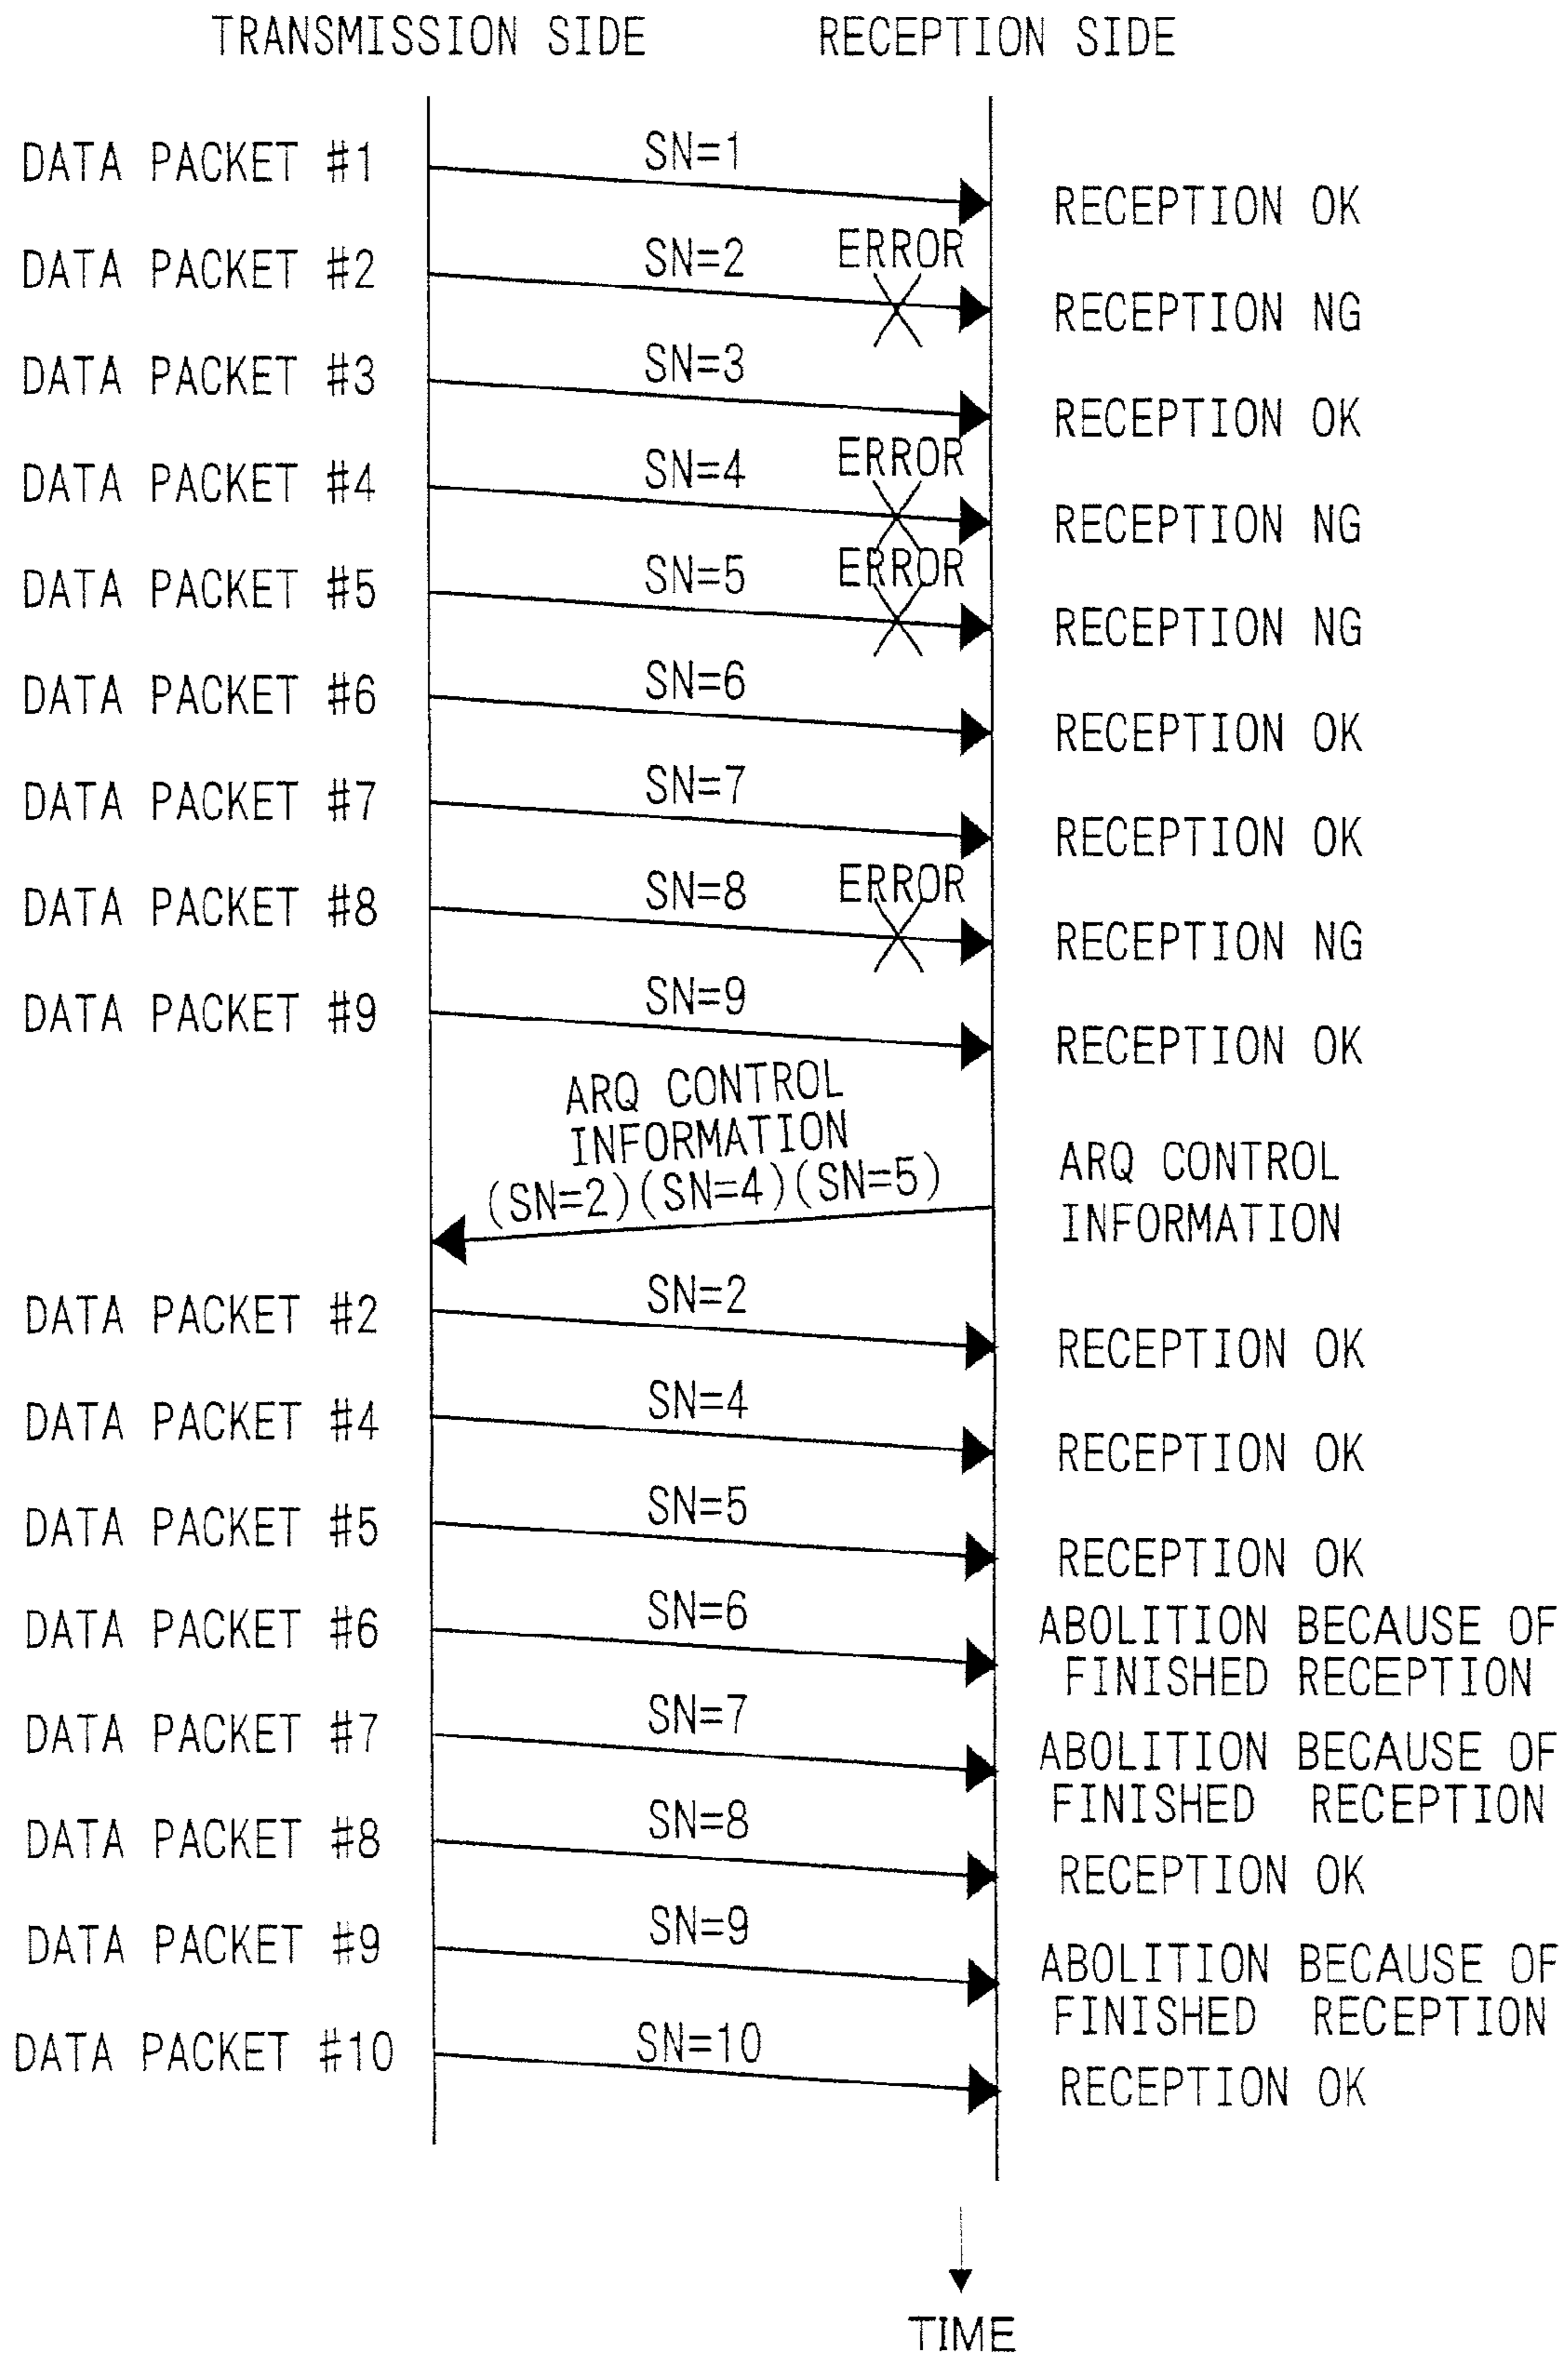 TRANSMISSION SIDE RECEPTION SIDE
DATA PACKET #1 SN=1 RECEPTION OK
DATA PACKET #2 SN=2 ERROR RECEPTION NG
DATA PACKET #3 SN=3 RECEPTION OK
DATA PACKET #4 SN=4 ERROR RECEPTION NG
DATA PACKET #5 SN=5 ERROR RECEPTION NG
DATA PACKET #6 SN=6 RECEPTION OK
DATA PACKET #7 SN=7 RECEPTION OK
DATA PACKET #8 SN=8 ERROR RECEPTION NG
DATA PACKET #9 SN=9 RECEPTION OK
ARQ CONTROL
INFORMATION
(SN=2)(SN=4)(SN=5)
ARQ CONTROL
INFORMATION
DATA PACKET #2 SN=2 RECEPTION OK
DATA PACKET #4 SN=4 RECEPTION OK
DATA PACKET #5 SN=5 RECEPTION OK
DATA PACKET #6 SN=6 ABOLITION BECAUSE OF
FINISHED RECEPTION
DATA PACKET #7 SN=7 ABOLITION BECAUSE OF
FINISHED RECEPTION
DATA PACKET #8 SN=8 RECEPTION OK
DATA PACKET #9 SN=9 ABOLITION BECAUSE OF
FINISHED RECEPTION
DATA PACKET #10 SN=10 RECEPTION OK
TIME